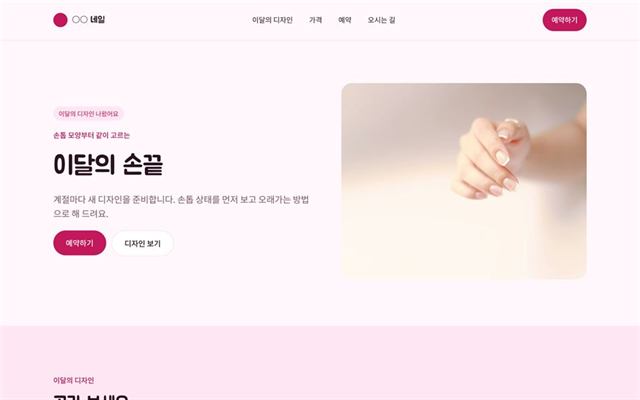 ○○ 네일
이달의 디자인
가격
예약
오시는 길
예약하기
이달의 디자인 나왔어요
손톱 모양부터 같이 고르는
이달의 손끝
계절마다 새 디자인을 준비합니다. 손톱 상태를 먼저 보고 오래가는 방법
으로 해 드려요.
예약하기
디자인 보기
이달의 디자인